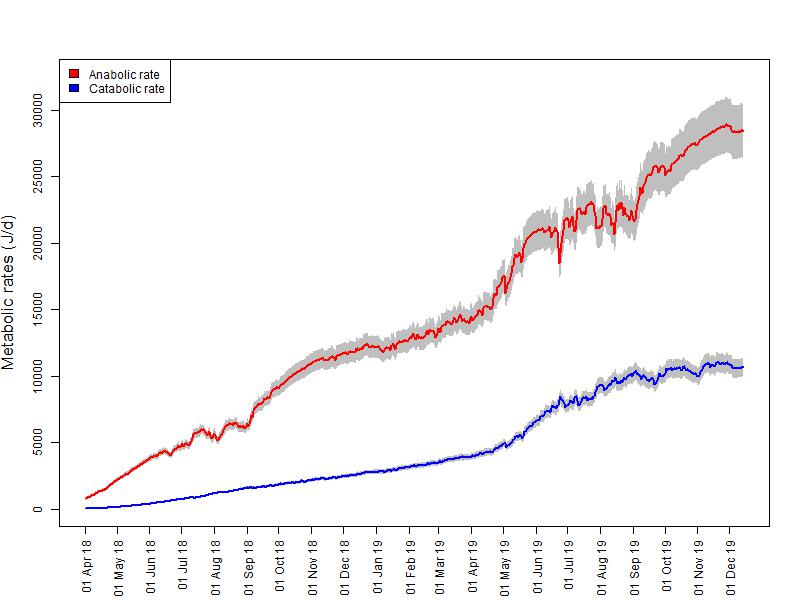 Anabolic rate
Catabolic rate
Metabolic rates (J/d)
30000
25000
20000
15000
10000
5000
0
01 Apr 18
01 May 18
01 Jun 18
01 Jul 18
01 Aug 18
01 Sep 18
01 Oct 18
01 Nov 18
01 Dec 18
01 Jan 19
01 Feb 19
01 Mar 19
01 Apr 19
01 May 19
01 Jun 19
01 Jul 19
01 Aug 19
01 Sep 19
01 Oct 19
01 Nov 19
01 Dec 19